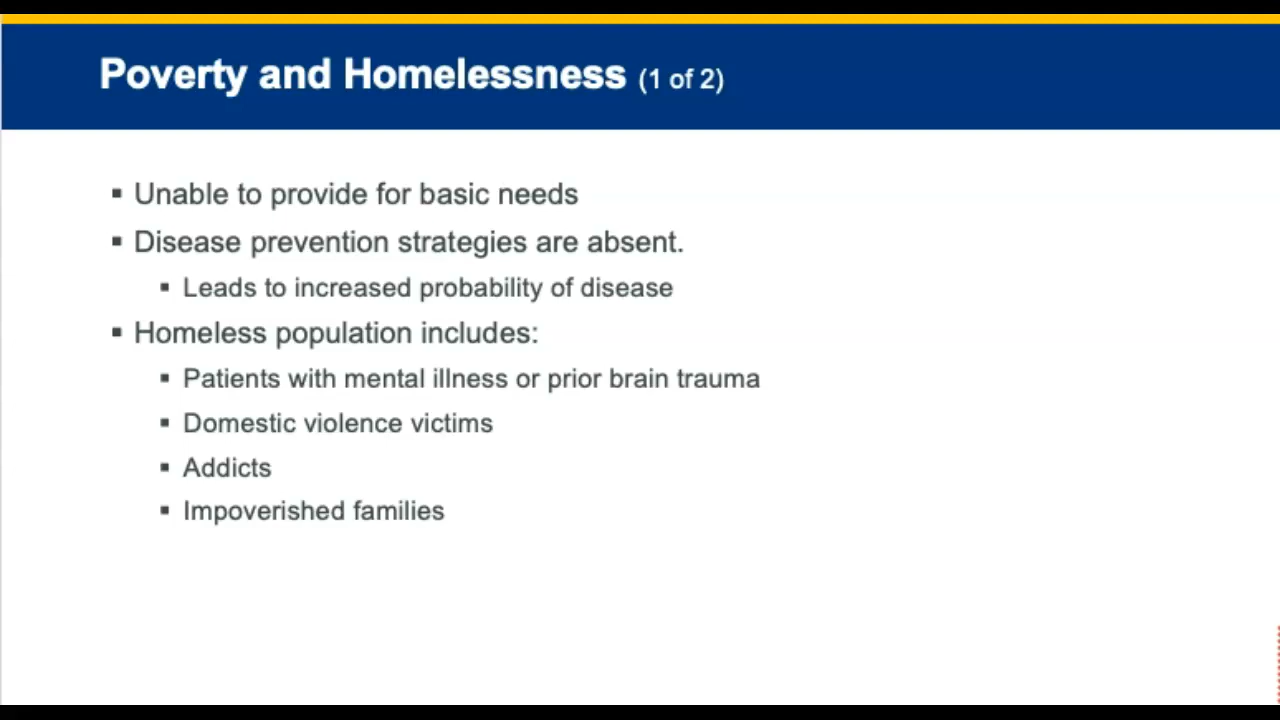 Poverty and Homelessness (1 of 2)
▪ Unable to provide for basic needs
▪ Disease prevention strategies are absent.
▪ Leads to increased probability of disease
▪ Homeless population includes:
▪ Patients with mental illness or prior brain trauma
▪ Domestic violence victims
▪ Addicts
▪ Impoverished families